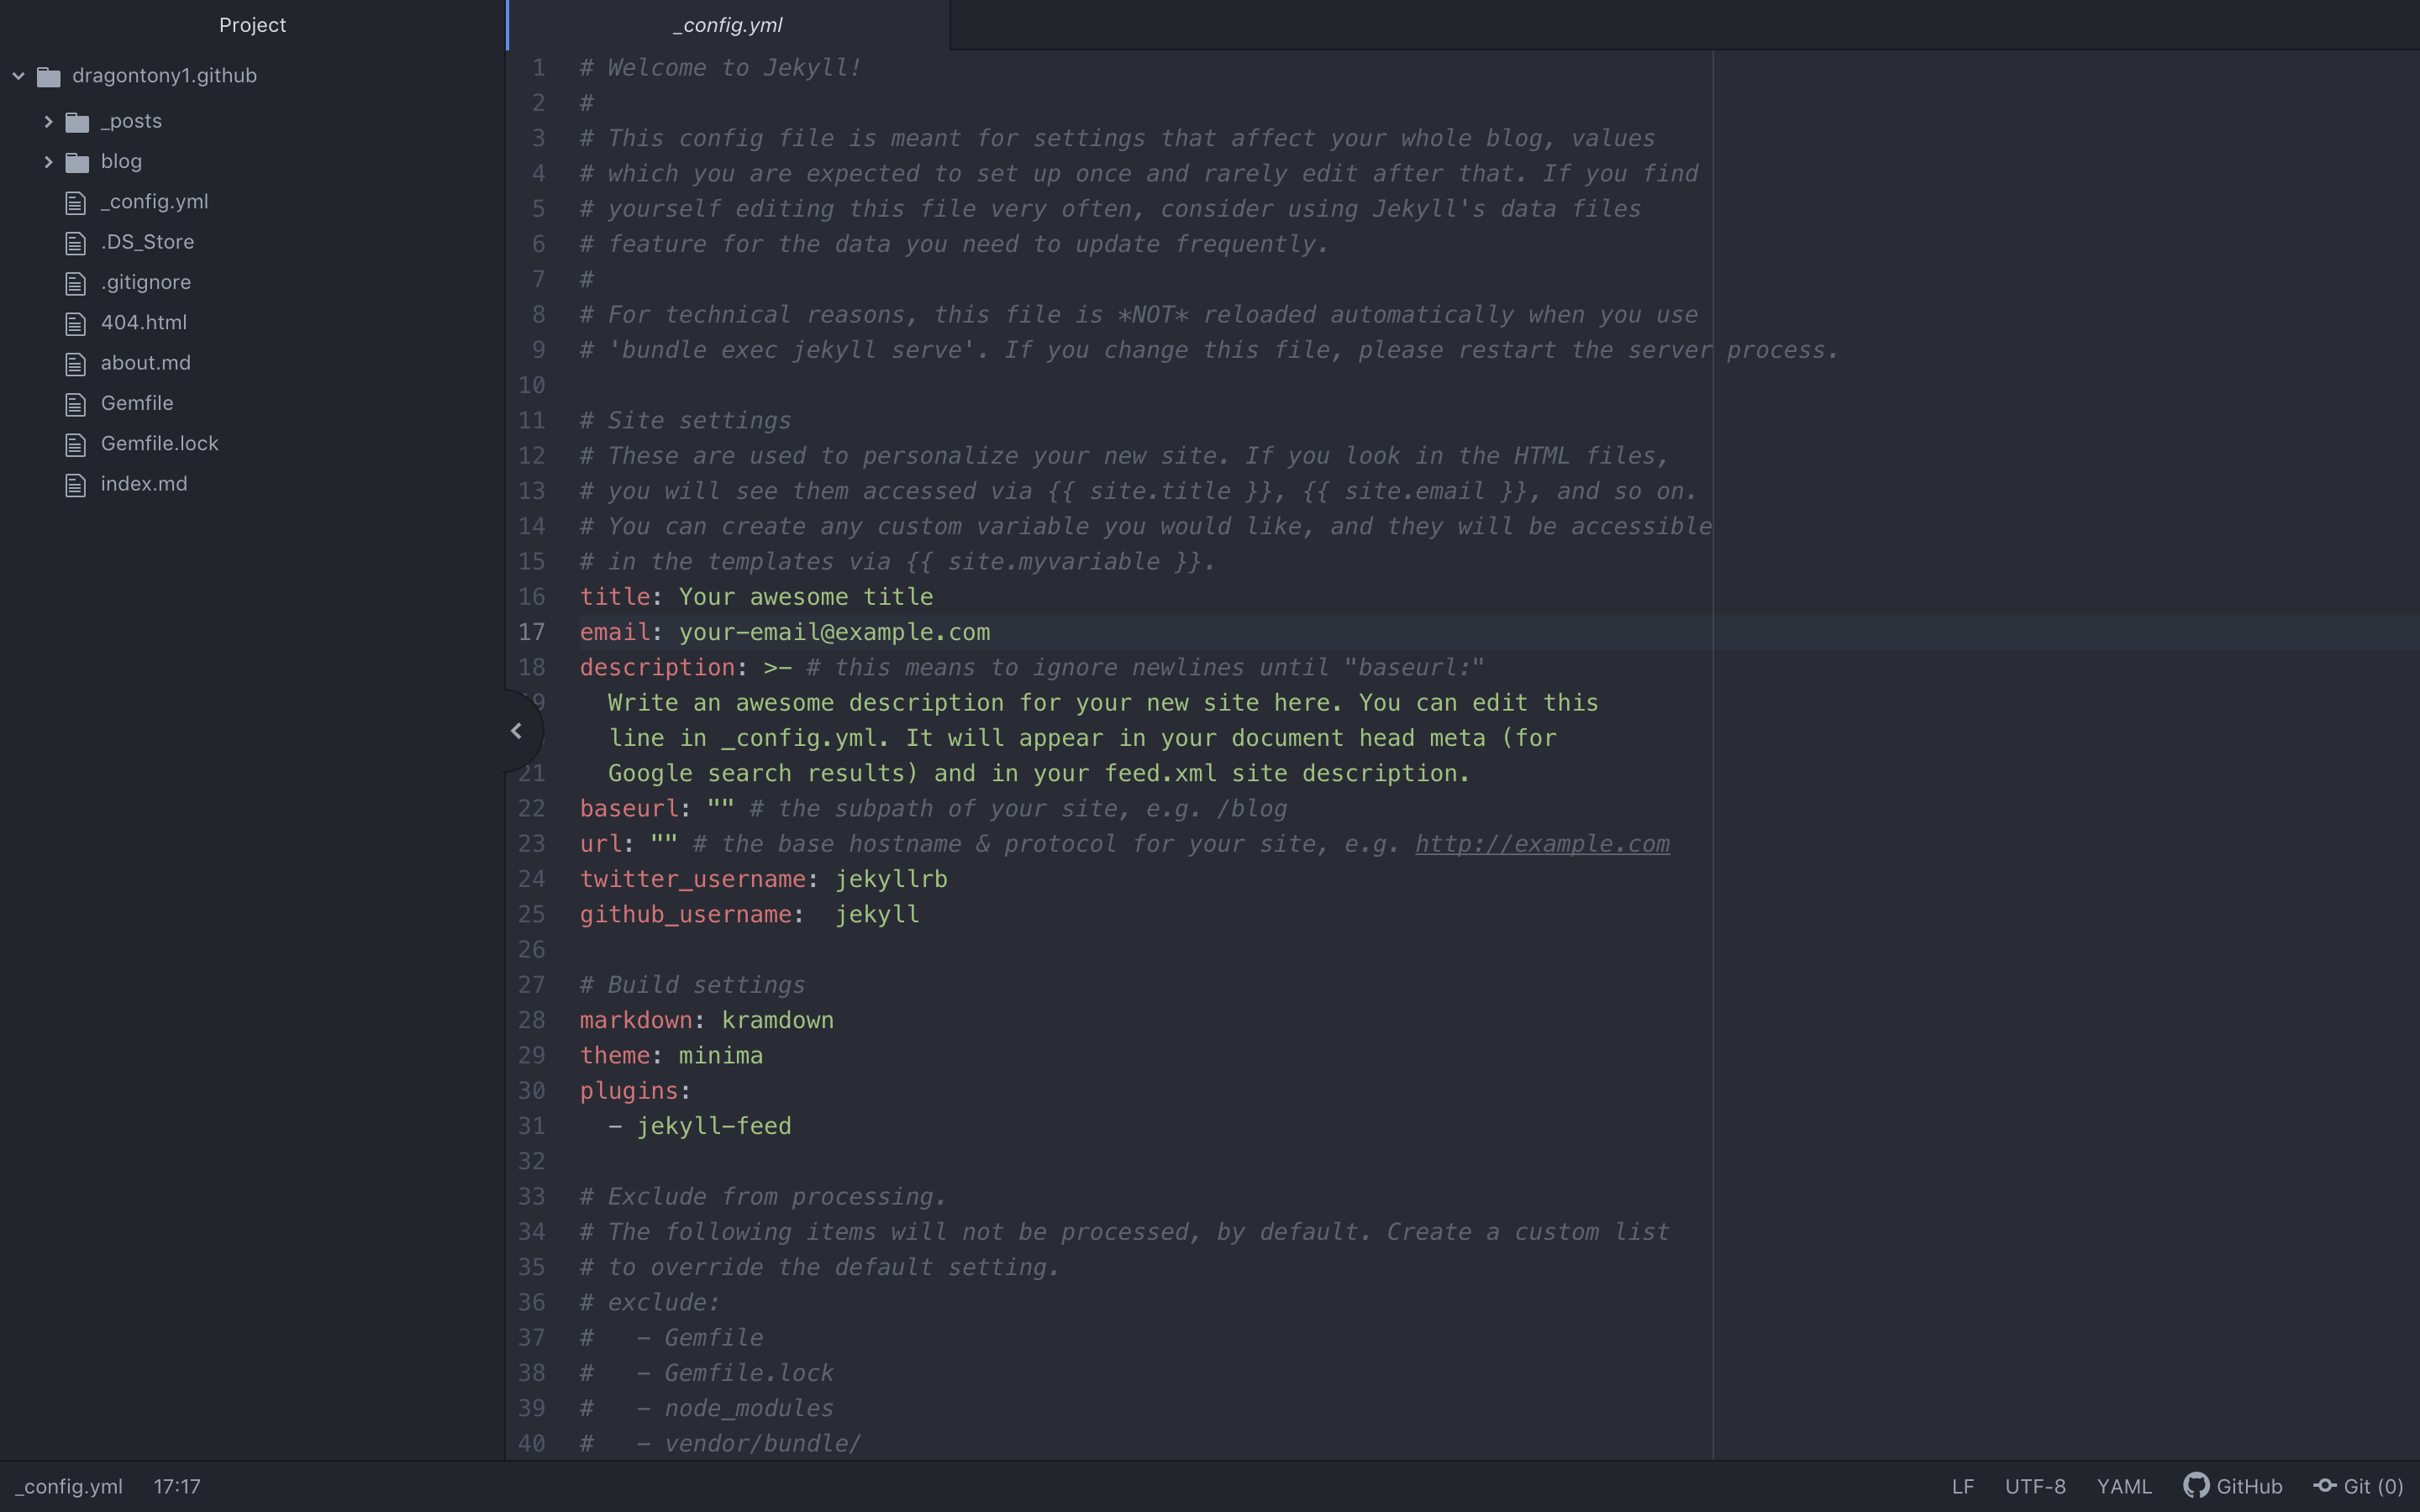 Project
dragontony1.github
_posts
blog
_config.yml
.DS_Store
.gitignore
404.html
about.md
Gemfile
Gemfile.lock
index.md
_config.yml
1 # Welcome to Jekyll!
2 #
3 # This config file is meant for settings that affect your whole blog, values
4 # which you are expected to set up once and rarely edit after that. If you find
5 # yourself editing this file very often, consider using Jekyll's data files
6 # feature for the data you need to update frequently.
7 #
8 # For technical reasons, this file is *NOT* reloaded automatically when you use
9 # 'bundle exec jekyll serve'. If you change this file, please restart the server process.
10
11 # Site settings
12 # These are used to personalize your new site. If you look in the HTML files,
13 # you will see them accessed via {{ site.title }}, {{ site.email }}, and so on.
14 # You can create any custom variable you would like, and they will be accessible
15 # in the templates via {{ site.myvariable }}.
16 title: Your awesome title
17 email: your-email@example.com
18 description: >- # this means to ignore newlines until "baseurl:"
9   Write an awesome description for your new site here. You can edit this
  line in _config.yml. It will appear in your document head meta (for
21   Google search results) and in your feed.xml site description.
22 baseurl: "" # the subpath of your site, e.g. /blog
23 url: "" # the base hostname & protocol for your site, e.g. http://example.com
24 twitter_username: jekyllrb
25 github_username:  jekyll
26
27 # Build settings
28 markdown: kramdown
29 theme: minima
30 plugins:
31   - jekyll-feed
32
33 # Exclude from processing.
34 # The following items will not be processed, by default. Create a custom list
35 # to override the default setting.
36 # exclude:
37 #   - Gemfile
38 #   - Gemfile.lock
39 #   - node_modules
40 #   - vendor/bundle/
_config.yml 17:17 LF UTF-8 YAML GitHub Git (0)